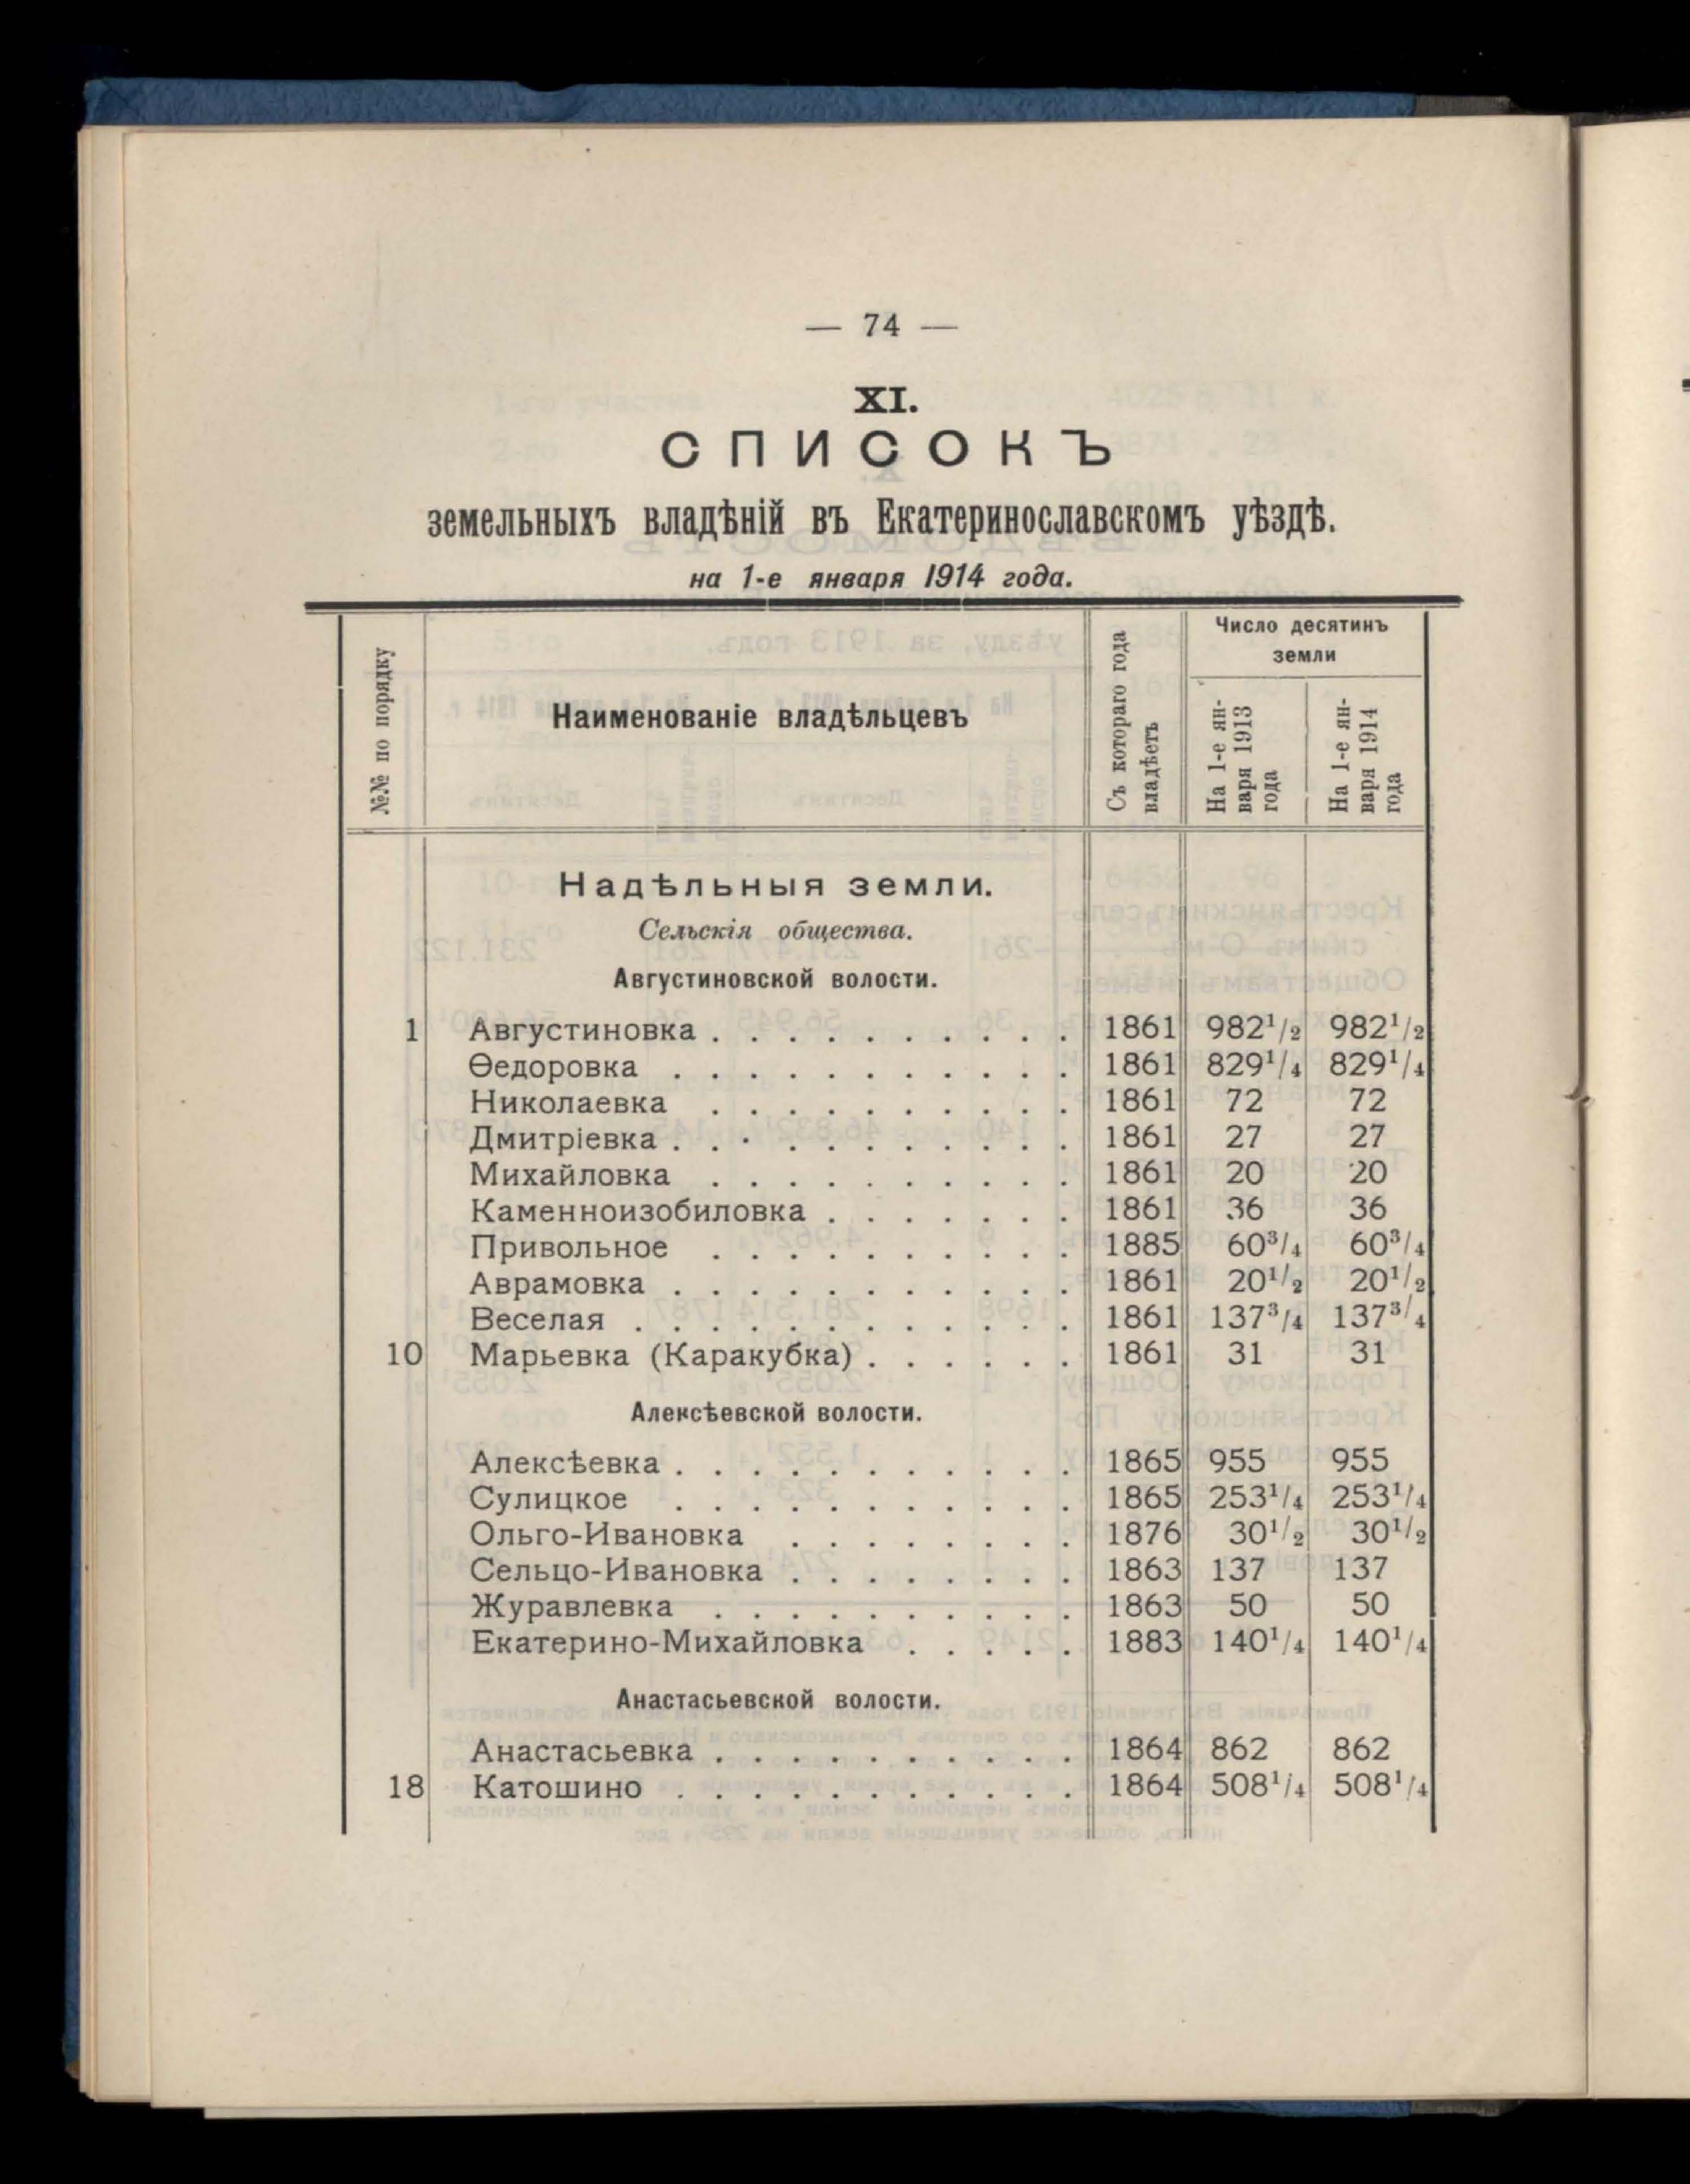 — 74 —
XI.
СПИСОКЪ
земельныхъ владѣній въ Екатеринославскомъ уѣздѣ.
на 1-е января 1914 года.
№№ по порядку
Наименованіе владѣльцевъ
Съ котораго года владѣетъ
Число десятинъ земли
На 1-е января 1913 года
На 1-е января 1914 года
Надѣльныя земли.
Сельскія общества.
Августиновской волости.
1 Августиновка . . . . . . . . . . 1861 982¹/₂ 982¹/₂
Ѳедоровка . . . . . . . . . . . 1861 829¹/₄ 829¹/₄
Николаевка . . . . . . . . . . 1861 72 72
Дмитріевка . . . . . . . . . . . 1861 27 27
Михайловка . . . . . . . . . . 1861 20 20
Каменноизобиловка . . . . . . . 1861 36 36
Привольное . . . . . . . . . . 1885 60³/₄ 60³/₄
Аврамовка . . . . . . . . . . . 1861 20¹/₂ 20¹/₂
Веселая . . . . . . . . . . . . 1861 137³/₄ 137³/₄
10 Марьевка (Каракубка) . . . . . . 1861 31 31
Алексѣевской волости.
Алексѣевка . . . . . . . . . . . 1865 955 955
Сулицкое . . . . . . . . . . . 1865 253¹/₄ 253¹/₄
Ольго-Ивановка . . . . . . . . 1876 30¹/₂ 30¹/₂
Сельцо-Ивановка . . . . . . . . 1863 137 137
Журавлевка . . . . . . . . . . 1863 50 50
Екатерино-Михайловка . . . . . 1883 140¹/₄ 140¹/₄
Анастасьевской волости.
Анастасьевка . . . . . . . . . . 1864 862 862
18 Катошино . . . . . . . . . . . 1864 508¹/₄ 508¹/₄